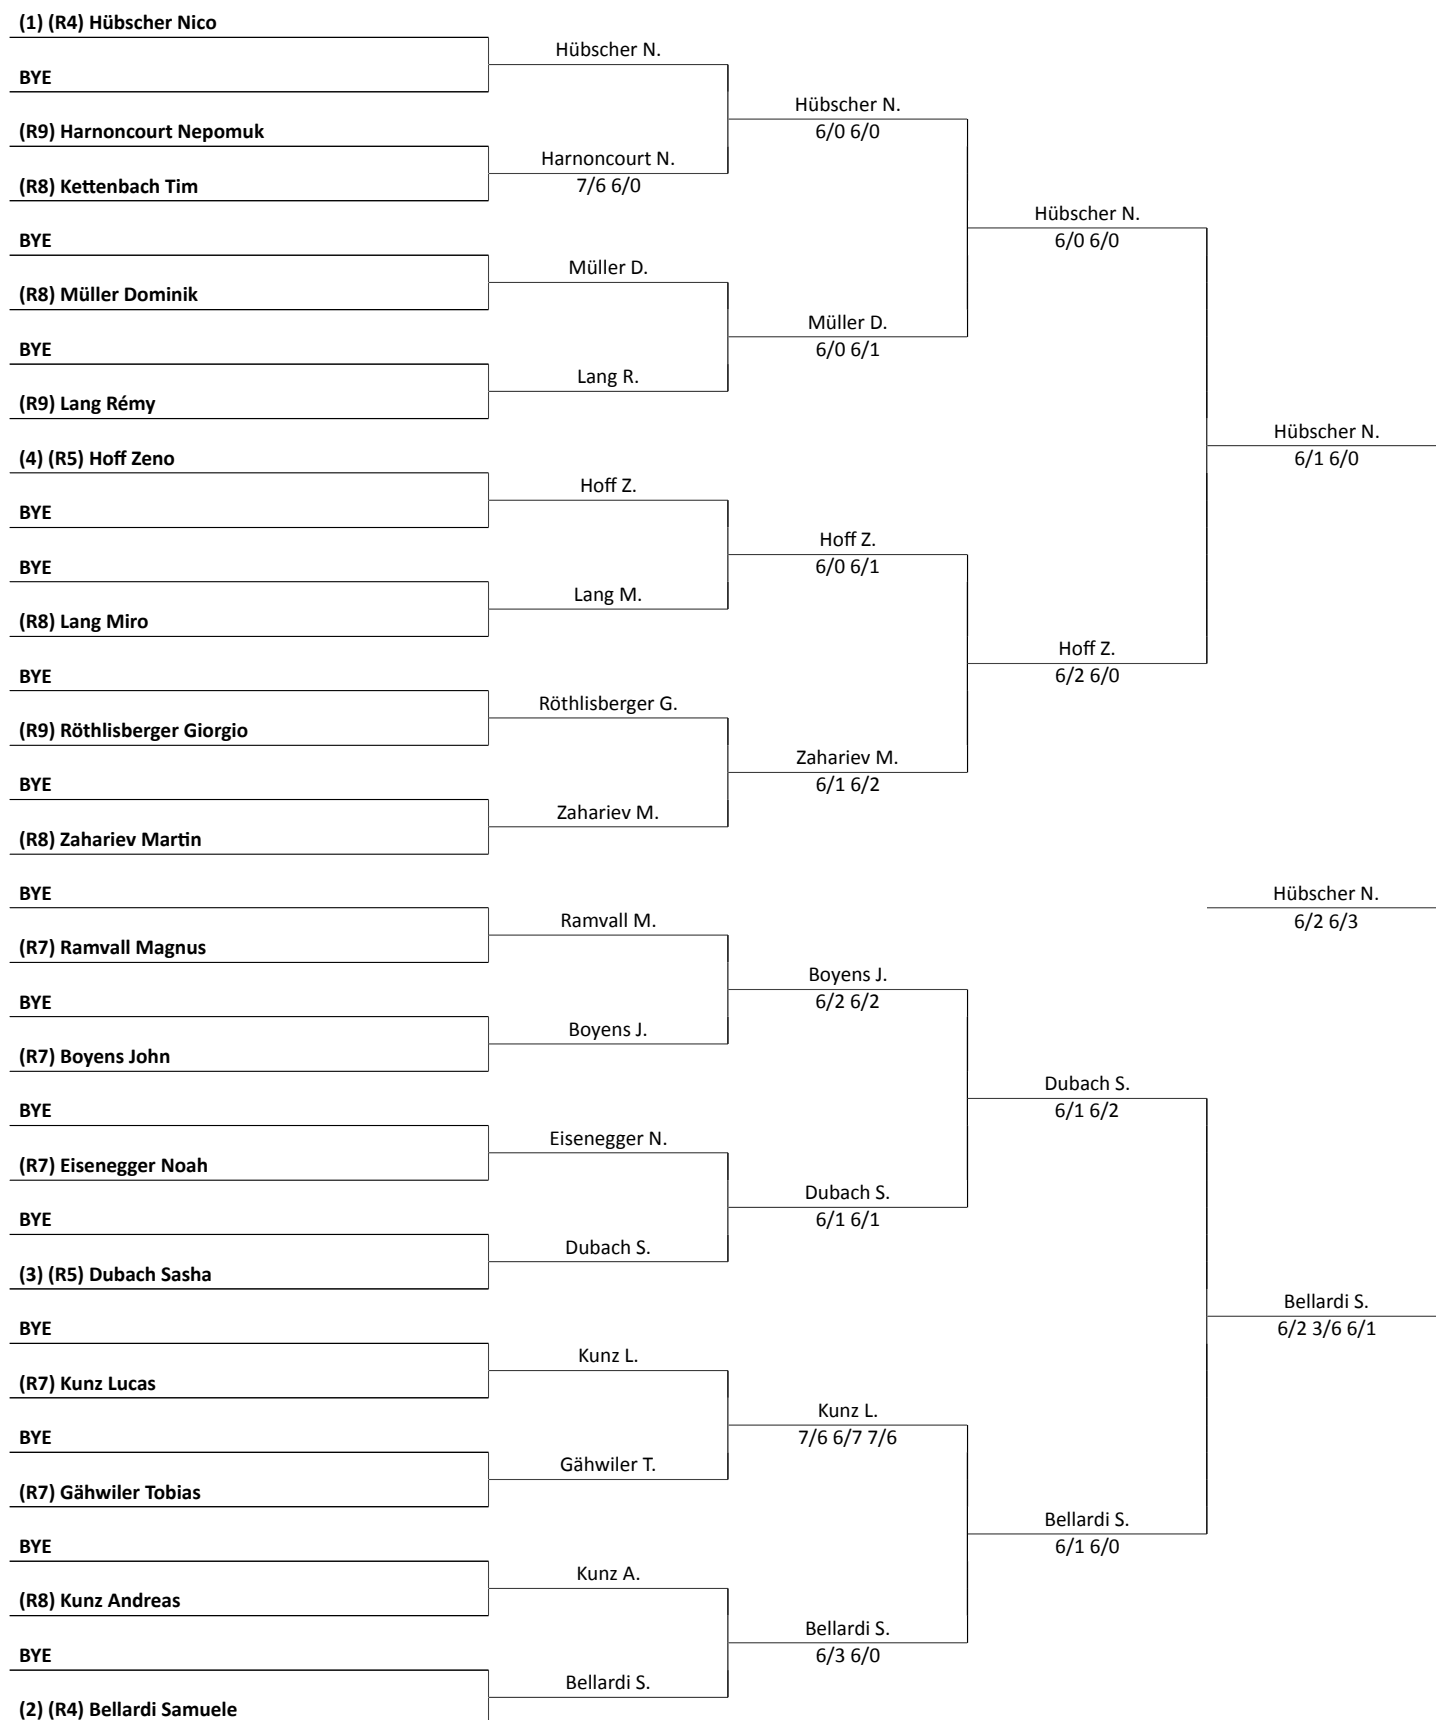 (1) (R4) Hübscher Nico
Hübscher N.
BYE
Hübscher N.
6/0 6/0
(R9) Harnoncourt Nepomuk
Harnoncourt N.
7/6 6/0
(R8) Kettenbach Tim
Hübscher N.
6/0 6/0
BYE
Müller D.
(R8) Müller Dominik
Müller D.
6/0 6/1
BYE
Lang R.
(R9) Lang Rémy
Hübscher N.
6/1 6/0
(4) (R5) Hoff Zeno
Hoff Z.
BYE
Hoff Z.
6/0 6/1
BYE
Lang M.
(R8) Lang Miro
Hoff Z.
6/2 6/0
BYE
Röthlisberger G.
(R9) Röthlisberger Giorgio
Zahariev M.
6/1 6/2
BYE
Zahariev M.
(R8) Zahariev Martin
BYE
Hübscher N.
6/2 6/3
Ramvall M.
(R7) Ramvall Magnus
Boyens J.
6/2 6/2
BYE
Boyens J.
(R7) Boyens John
Dubach S.
6/1 6/2
BYE
Eisenegger N.
(R7) Eisenegger Noah
Dubach S.
6/1 6/1
BYE
Dubach S.
(3) (R5) Dubach Sasha
Bellardi S.
6/2 3/6 6/1
BYE
Kunz L.
(R7) Kunz Lucas
Kunz L.
7/6 6/7 7/6
BYE
Gähwiler T.
(R7) Gähwiler Tobias
Bellardi S.
6/1 6/0
BYE
Kunz A.
(R8) Kunz Andreas
Bellardi S.
6/3 6/0
BYE
Bellardi S.
(2) (R4) Bellardi Samuele